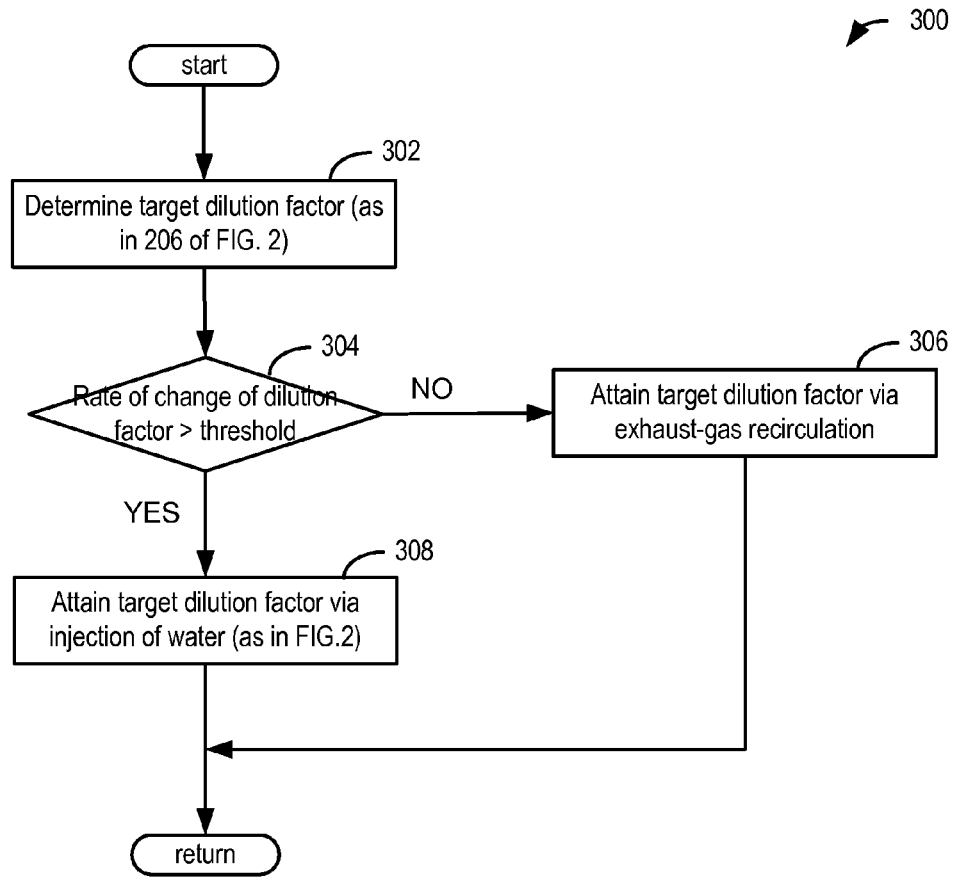 300
start
302
Determine target dilution factor (as
in 206 of FIG. 2)
304
Rate of change of dilution
factor > threshold
NO
306
Attain target dilution factor via
exhaust-gas recirculation
YES
308
Attain target dilution factor via
injection of water (as in FIG.2)
return